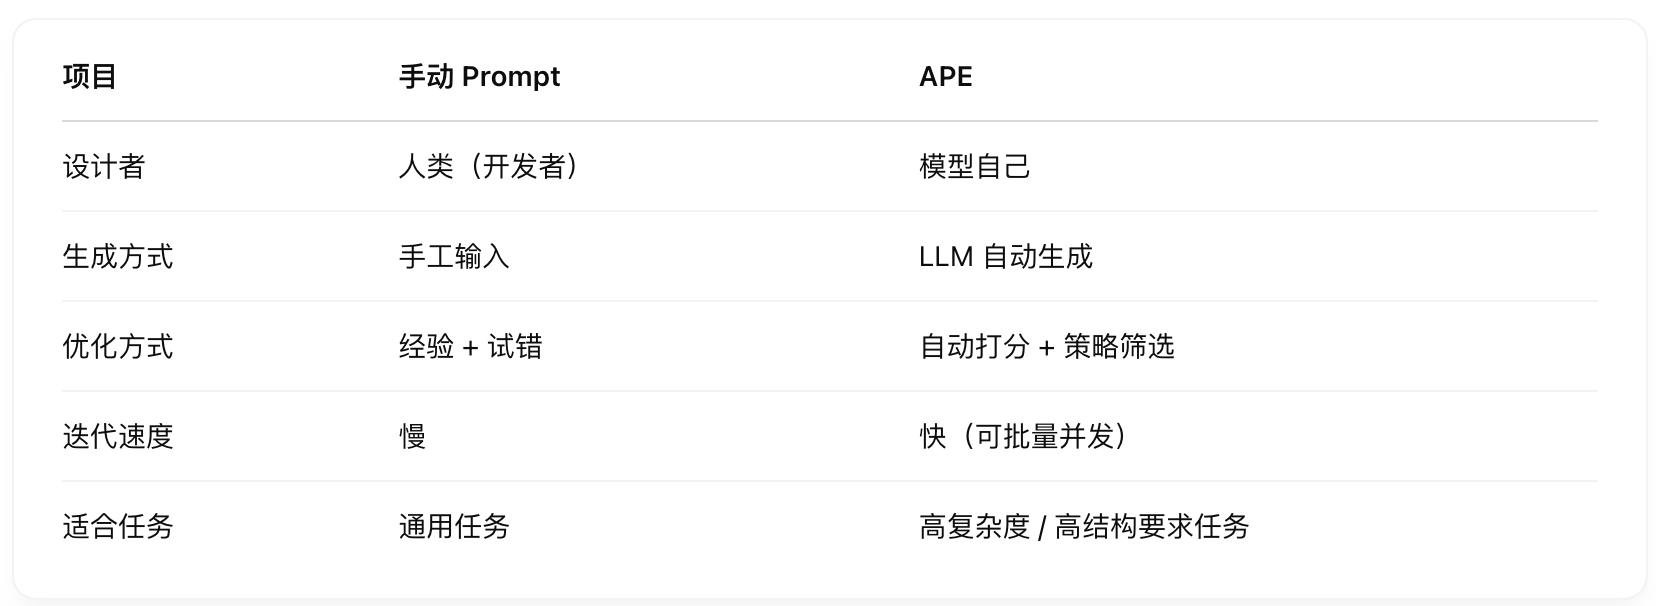 项目 手动 Prompt APE
设计者 人类（开发者） 模型自己
生成方式 手工输入 LLM 自动生成
优化方式 经验 + 试错 自动打分 + 策略筛选
迭代速度 慢 快（可批量并发）
适合任务 通用任务 高复杂度 / 高结构要求任务